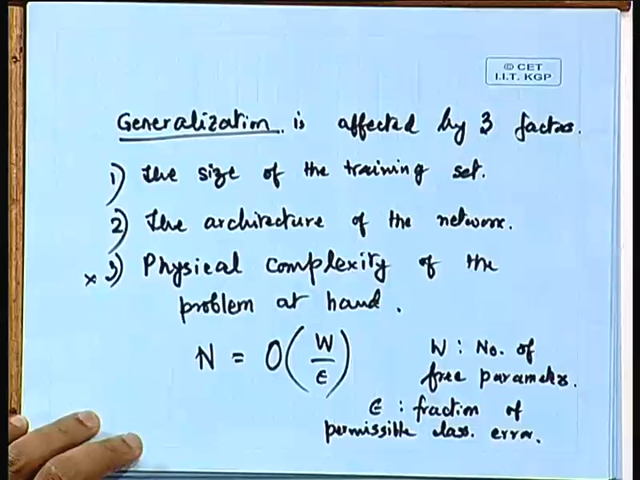 © CET
I.I.T. KGP
Generalization is affected by 3 factors.
1) the size of the training set.
2) the architecture of the network.
x 3) Physical complexity of the
problem at hand.
N = O(W/ϵ)
W : No. of
free parameters.
ϵ : fraction of
permissible class. error.